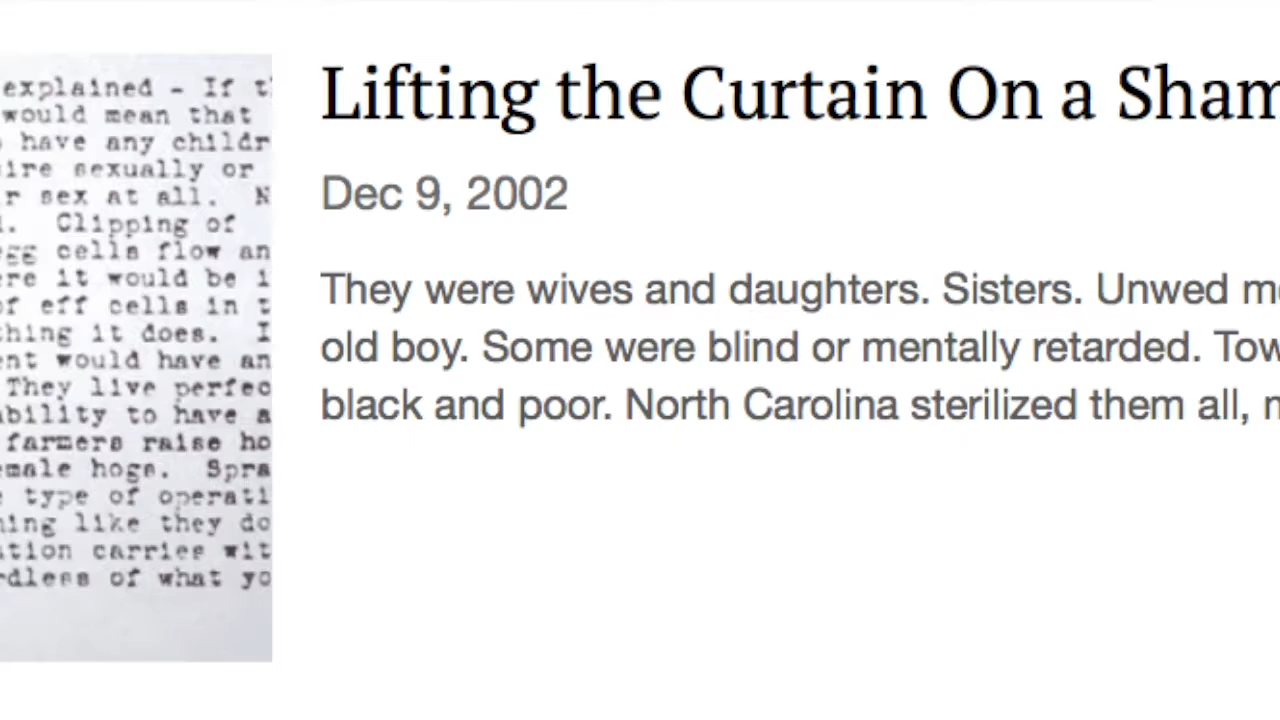 explained - If t
would mean that
have any childr
ire sexually or
r sex at all. N
. Clipping of
egg cells flow an
ere it would be i
of eff cells in t
thing it does. I
ent would have an
They live perfec
ability to have a
farmers raise ho
emale hogs. Spra
type of operati
ning like they do
ation carries wit
rdless of what yo
Lifting the Curtain On a Sham
Dec 9, 2002
They were wives and daughters. Sisters. Unwed m
old boy. Some were blind or mentally retarded. Tow
black and poor. North Carolina sterilized them all, m